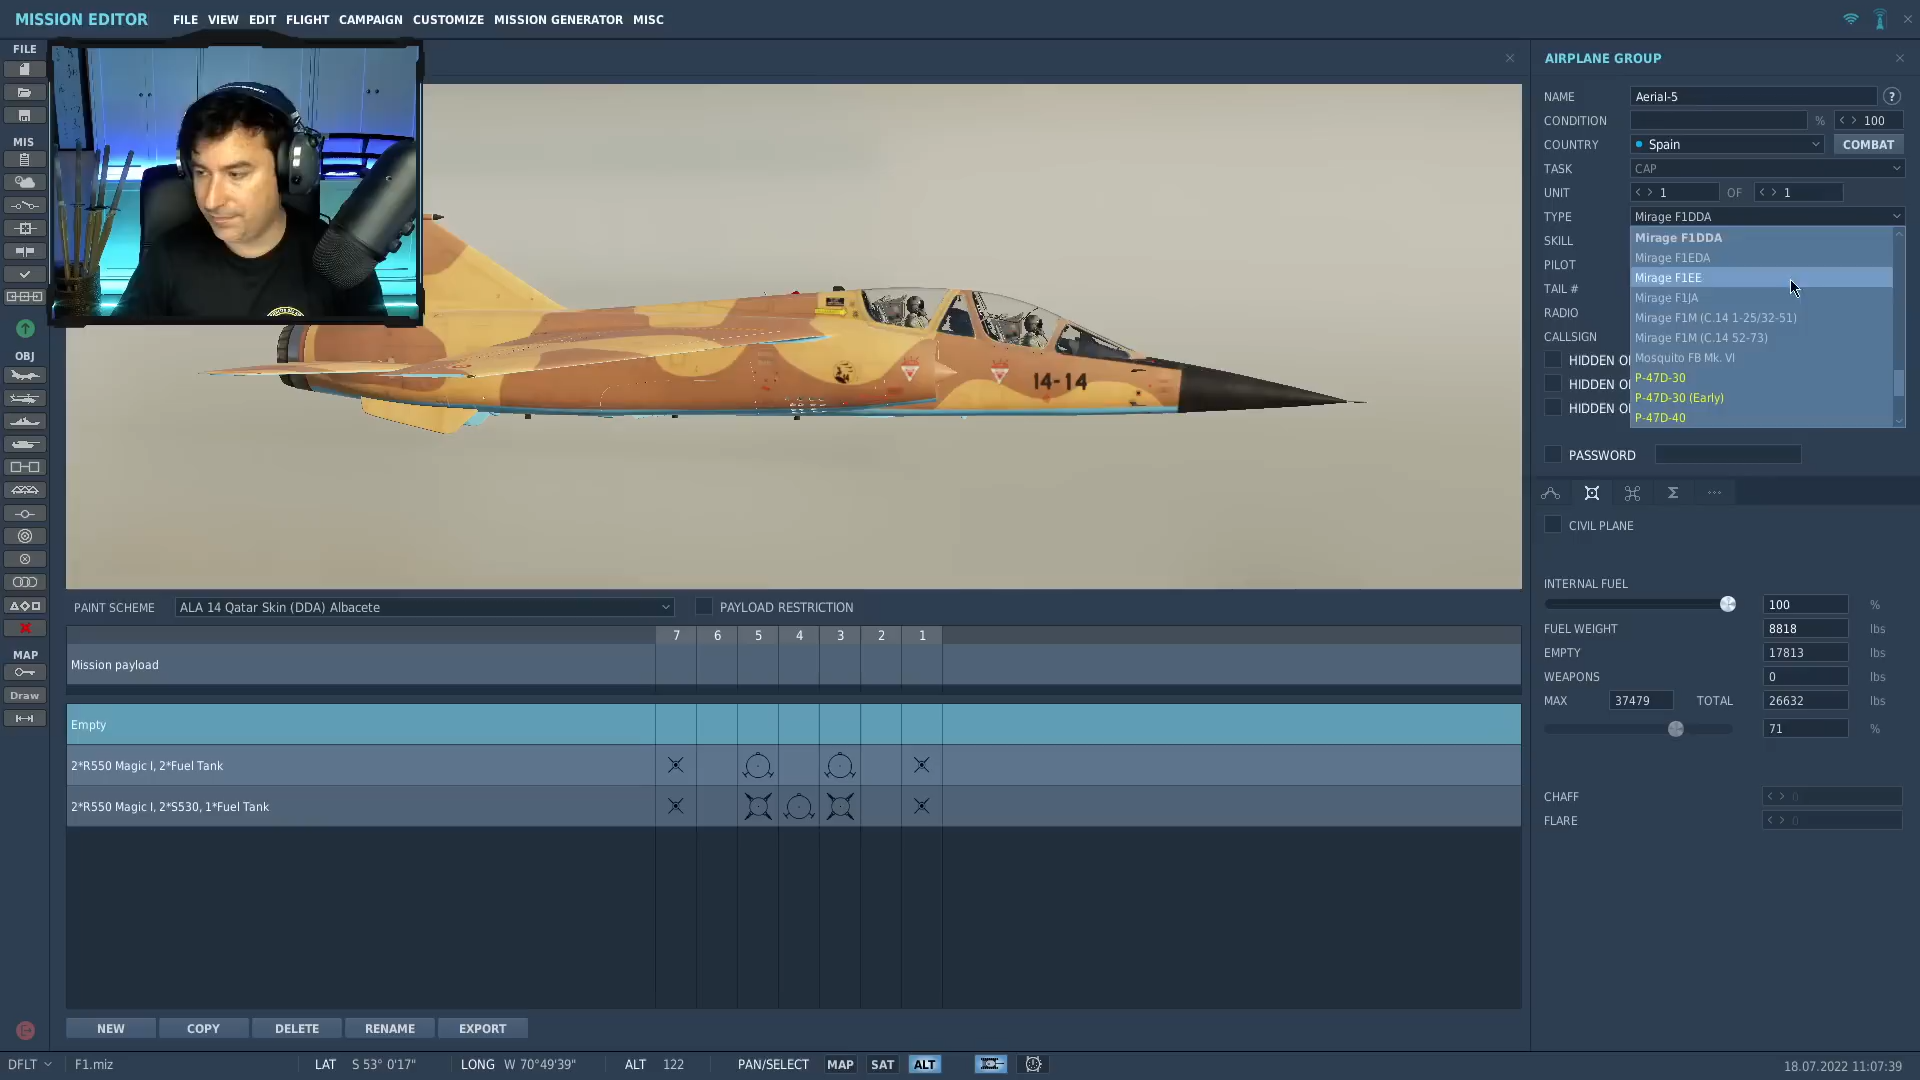 MISSION EDITOR
FILE VIEW EDIT FLIGHT CAMPAIGN CUSTOMIZE MISSION GENERATOR MISC
FILE
MIS
OBJ
MAP
Draw
14-14
PAINT SCHEME ALA 14 Qatar Skin (DDA) Albacete PAYLOAD RESTRICTION
7 6 5 4 3 2 1
Mission payload
Empty
2*R550 Magic I, 2*Fuel Tank
2*R550 Magic I, 2*S530, 1*Fuel Tank
NEW COPY DELETE RENAME EXPORT
AIRPLANE GROUP
NAME Aerial-5 ?
CONDITION % < > 100
COUNTRY Spain COMBAT
TASK CAP
UNIT < > 1 OF < > 1
TYPE Mirage F1DDA
SKILL
PILOT
TAIL #
RADIO
CALLSIGN
Mirage F1DDA
Mirage F1EDA
Mirage F1EE
Mirage F1JA
Mirage F1M (C.14 1-25/32-51)
Mirage F1M (C.14 52-73)
Mosquito FB Mk. VI
P-47D-30
P-47D-30 (Early)
P-47D-40
HIDDEN O
HIDDEN O
HIDDEN O
PASSWORD
CIVIL PLANE
INTERNAL FUEL
100 %
FUEL WEIGHT 8818 lbs
EMPTY 17813 lbs
WEAPONS 0 lbs
MAX 37479 TOTAL 26632 lbs
71 %
CHAFF < > 0
FLARE < > 0
DFLT F1.miz LAT S 53° 0'17" LONG W 70°49'39" ALT 122 PAN/SELECT MAP SAT ALT 18.07.2022 11:07:39